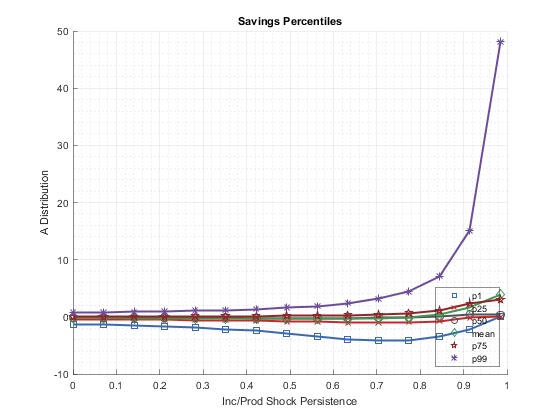 Savings Percentiles
A Distribution
50
40
30
20
10
0
-10
0
0.1
0.2
0.3
0.4
0.5
0.6
0.7
0.8
0.9
1
Inc/Prod Shock Persistence
p1
p25
p50
mean
p75
p99